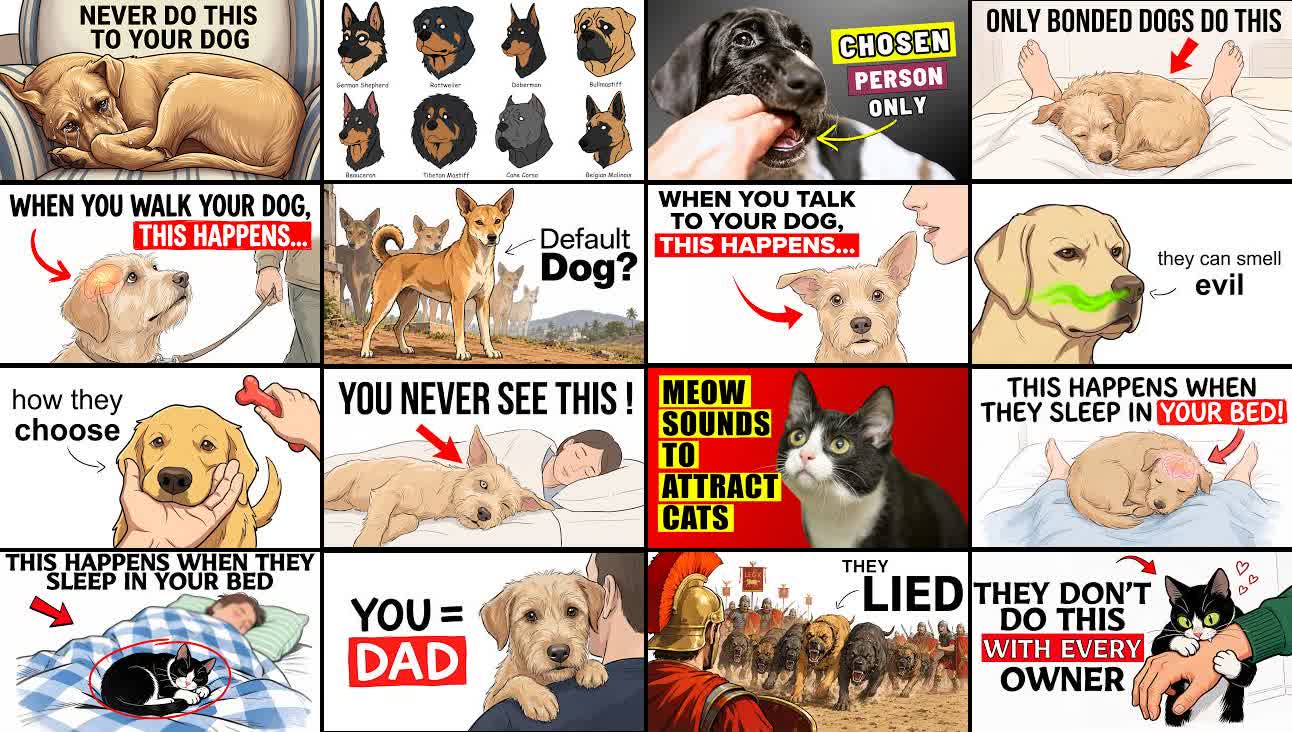 NEVER DO THIS
TO YOUR DOG
German Shepherd
Rottweiler
Doberman
Bullmastiff
Beauceron
Tibetan Mastiff
Cane Corso
Belgian Malinois
CHOSEN
PERSON
ONLY
ONLY BONDED DOGS DO THIS
WHEN YOU WALK YOUR DOG,
THIS HAPPENS...
Default
Dog?
WHEN YOU TALK
TO YOUR DOG,
THIS HAPPENS...
they can smell
evil
how they
choose
YOU NEVER SEE THIS !
MEOW
SOUNDS
TO
ATTRACT
CATS
THIS HAPPENS WHEN
THEY SLEEP IN YOUR BED!
THIS HAPPENS WHEN THEY
SLEEP IN YOUR BED
YOU =
DAD
THEY
LIED
THEY DON'T
DO THIS
WITH EVERY
OWNER